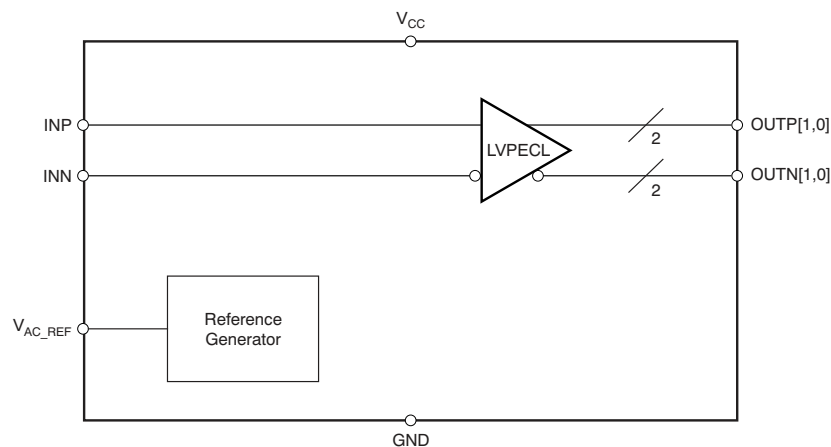 V_CC
INP
LVPECL
2
OUTP[1,0]
INN
2
OUTN[1,0]
V_AC_REF
Reference
Generator
GND